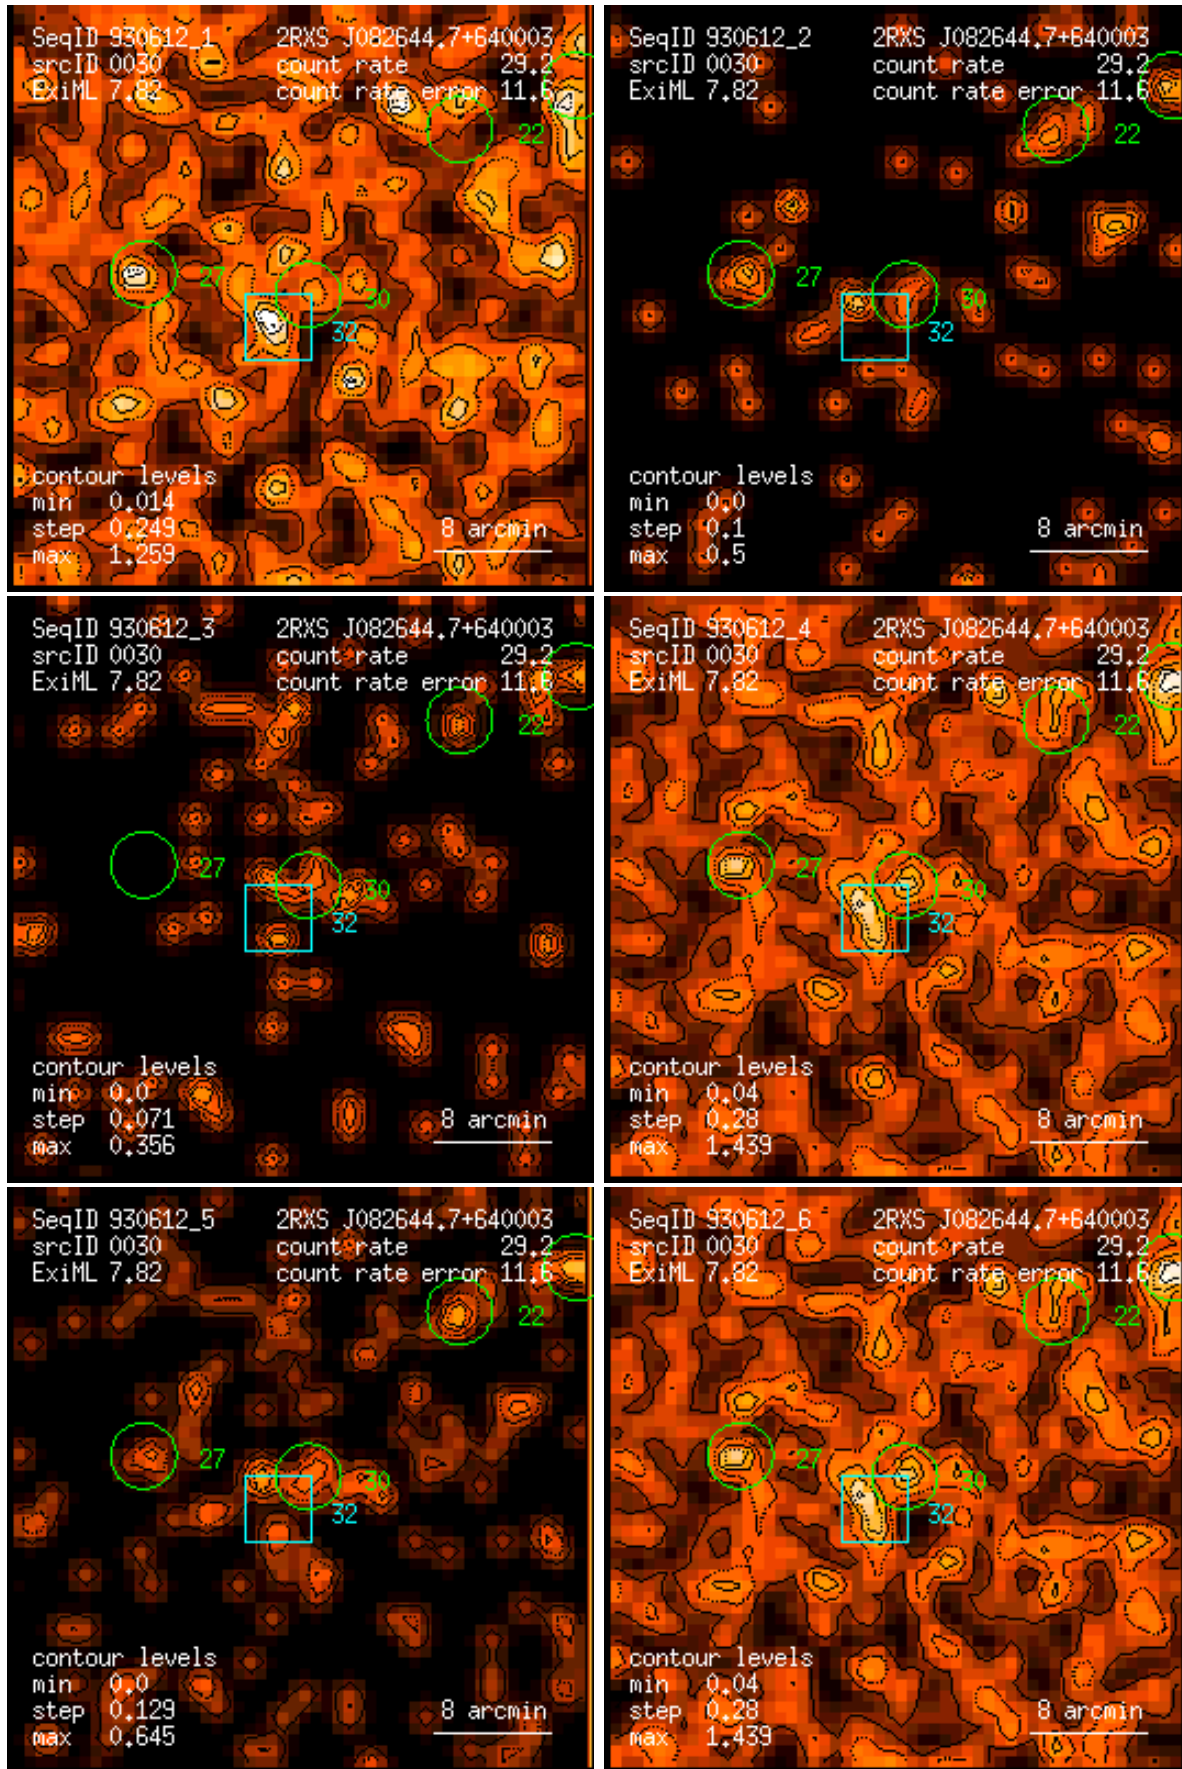 SeqID 930612_1 2RXS J082644.7+640003
srcID 0030 count rate 29.2
ExiML 7.82 count rate error 11.6
22
27
30
32
contour levels
min 0.014
step 0.249 8 arcmin
max 1.259
SeqID 930612_2 2RXS J082644.7+640003
srcID 0030 count rate 29.2
ExiML 7.82 count rate error 11.6
22
27
30
32
contour levels
min 0.0
step 0.1 8 arcmin
max 0.5
SeqID 930612_3 2RXS J082644.7+640003
srcID 0030 count rate 29.2
ExiML 7.82 count rate error 11.6
22
27
30
32
contour levels
min 0.0
step 0.071 8 arcmin
max 0.356
SeqID 930612_4 2RXS J082644.7+640003
srcID 0030 count rate 29.2
ExiML 7.82 count rate error 11.6
22
27
30
32
contour levels
min 0.04
step 0.28 8 arcmin
max 1.439
SeqID 930612_5 2RXS J082644.7+640003
srcID 0030 count rate 29.2
ExiML 7.82 count rate error 11.6
22
27
30
32
contour levels
min 0.0
step 0.129 8 arcmin
max 0.645
SeqID 930612_6 2RXS J082644.7+640003
srcID 0030 count rate 29.2
ExiML 7.82 count rate error 11.6
22
27
30
32
contour levels
min 0.04
step 0.28 8 arcmin
max 1.439